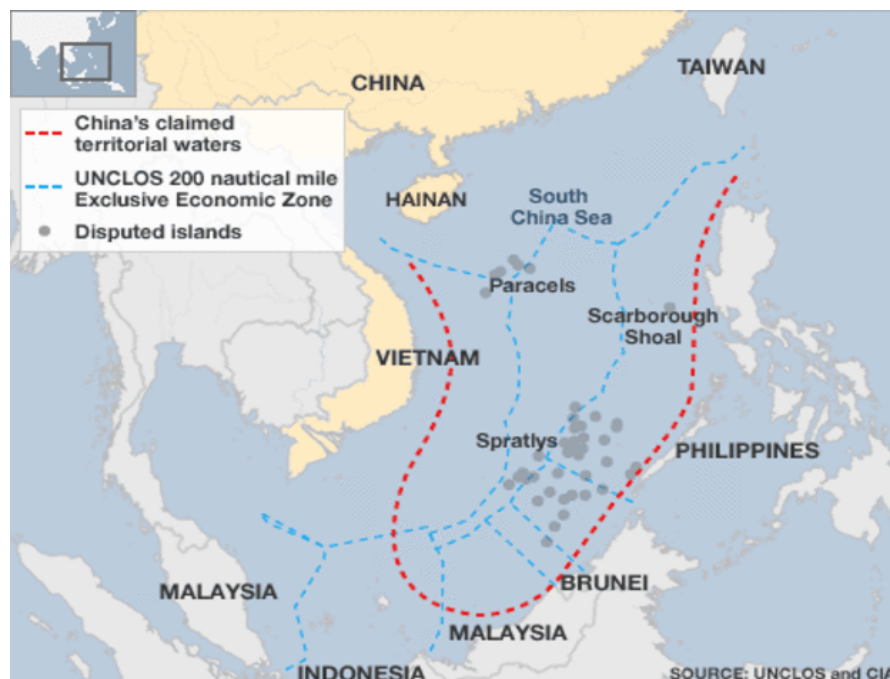 CHINA
TAIWAN
China's claimed
territorial waters
UNCLOS 200 nautical mile
Exclusive Economic Zone
Disputed islands
HAINAN
South
China Sea
Paracels
Scarborough
Shoal
VIETNAM
Spratlys
PHILIPPINES
MALAYSIA
BRUNEI
MALAYSIA
INDONESIA
SOURCE: UNCLOS and CIA